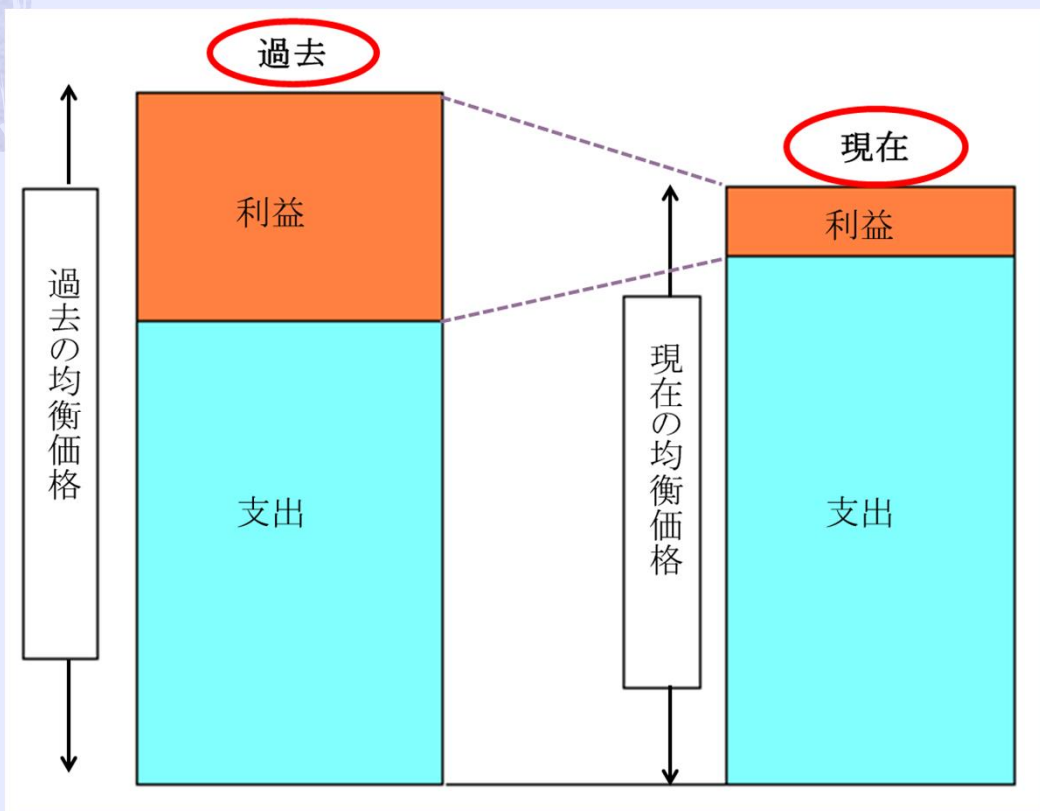 過去
現在
利益
利益
過去の均衡価格
現在の均衡価格
支出
支出